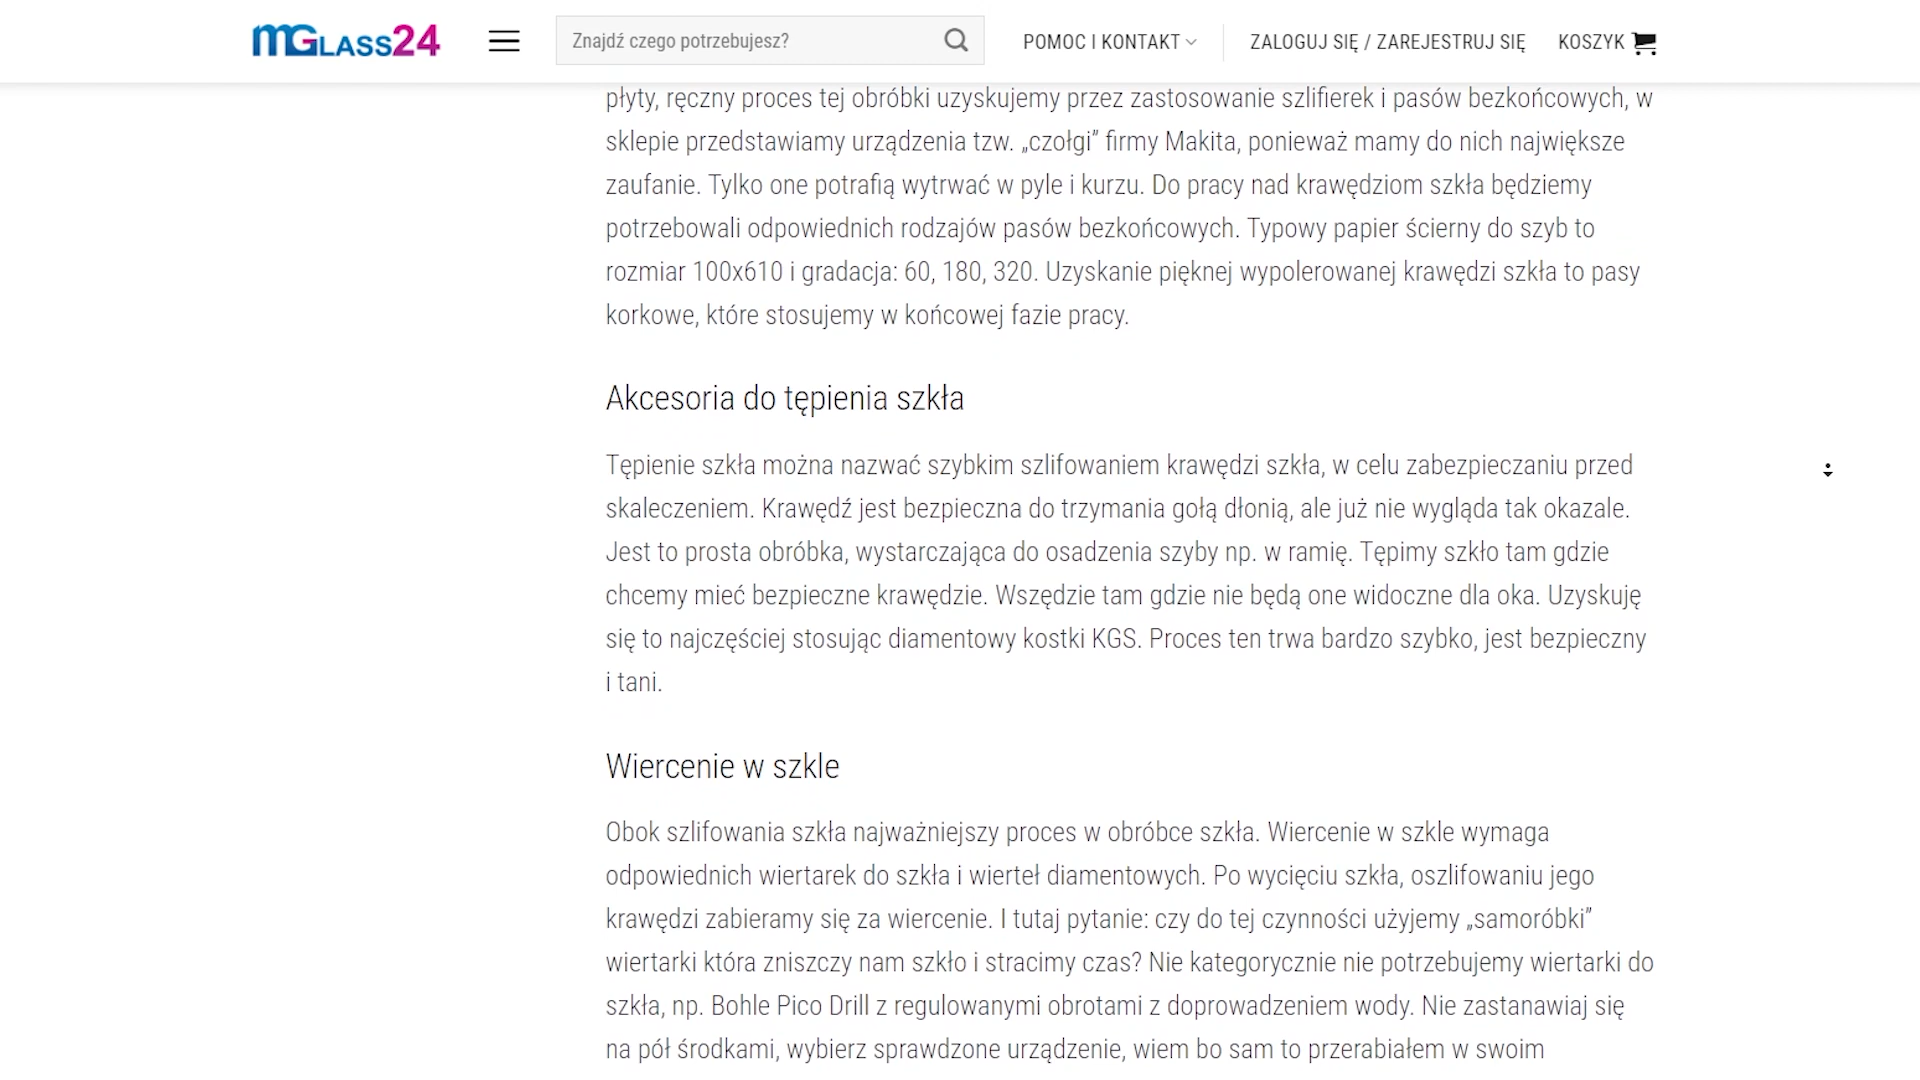 MGLASS24
Znajdź czego potrzebujesz?
POMOC I KONTAKT
ZALOGUJ SIĘ / ZAREJESTRUJ SIĘ
KOSZYK
płyty, ręczny proces tej obróbki uzyskujemy przez zastosowanie szlifierek i pasów bezkońcowych, w
sklepie przedstawiamy urządzenia tzw. „czołgi” firmy Makita, ponieważ mamy do nich największe
zaufanie. Tylko one potrafią wytrwać w pyle i kurzu. Do pracy nad krawędziom szkła będziemy
potrzebowali odpowiednich rodzajów pasów bezkońcowych. Typowy papier ścierny do szyb to
rozmiar 100x610 i gradacja: 60, 180, 320. Uzyskanie pięknej wypolerowanej krawędzi szkła to pasy
korkowe, które stosujemy w końcowej fazie pracy.
Akcesoria do tępienia szkła
Tępienie szkła można nazwać szybkim szlifowaniem krawędzi szkła, w celu zabezpieczaniu przed
skaleczeniem. Krawędź jest bezpieczna do trzymania gołą dłonią, ale już nie wygląda tak okazale.
Jest to prosta obróbka, wystarczająca do osadzenia szyby np. w ramię. Tępimy szkło tam gdzie
chcemy mieć bezpieczne krawędzie. Wszędzie tam gdzie nie będą one widoczne dla oka. Uzyskuję
się to najczęściej stosując diamentowy kostki KGS. Proces ten trwa bardzo szybko, jest bezpieczny
i tani.
Wiercenie w szkle
Obok szlifowania szkła najważniejszy proces w obróbce szkła. Wiercenie w szkle wymaga
odpowiednich wiertarek do szkła i wierteł diamentowych. Po wycięciu szkła, oszlifowaniu jego
krawędzi zabieramy się za wiercenie. I tutaj pytanie: czy do tej czynności użyjemy „samoróbki”
wiertarki która zniszczy nam szkło i stracimy czas? Nie kategorycznie nie potrzebujemy wiertarki do
szkła, np. Bohle Pico Drill z regulowanymi obrotami z doprowadzeniem wody. Nie zastanawiaj się
na pół środkami, wybierz sprawdzone urządzenie, wiem bo sam to przerabiałem w swoim